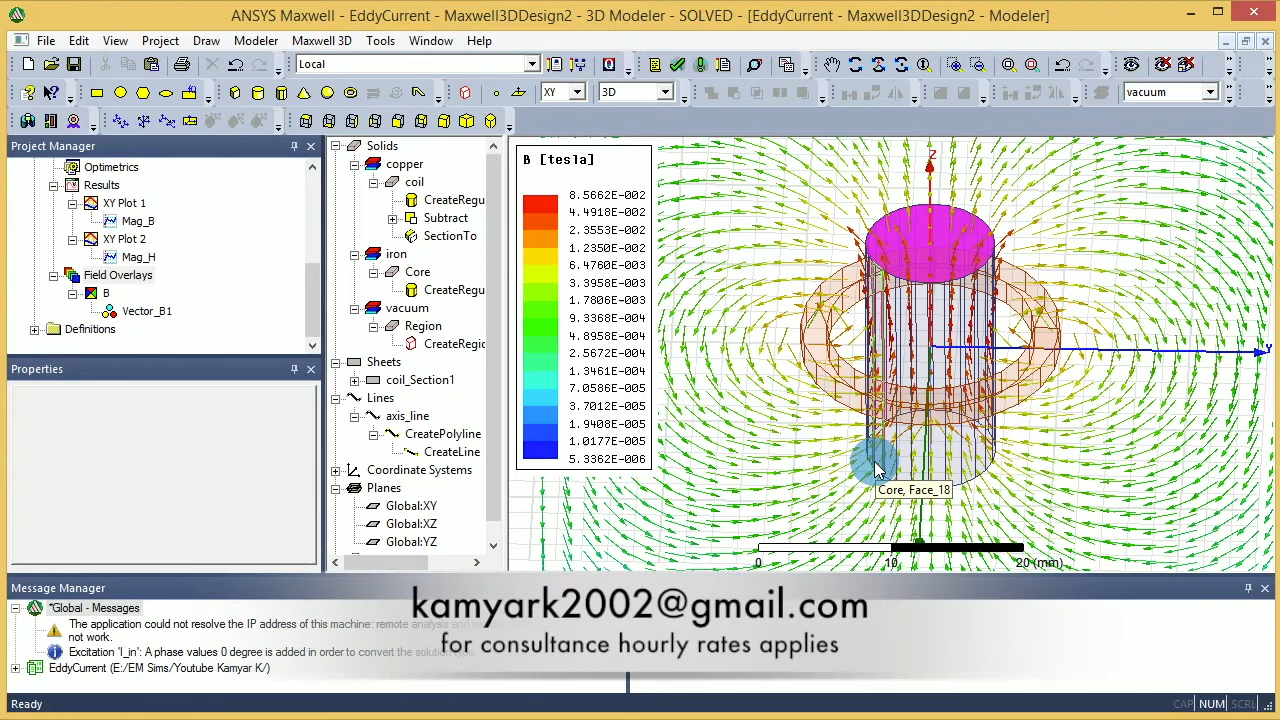 ANSYS Maxwell - EddyCurrent - Maxwell3DDesign2 - 3D Modeler - SOLVED - [EddyCurrent - Maxwell3DDesign2 - Modeler]
File Edit View Project Draw Modeler Maxwell 3D Tools Window Help
Local
XY 3D vacuum
Project Manager
Optimetrics
Results
XY Plot 1
Mag_B
XY Plot 2
Mag_H
Field Overlays
B
Vector_B1
Definitions
Properties
Solids
copper
coil
CreateRegu
Subtract
SectionTo
iron
Core
CreateRegu
vacuum
Region
CreateRegic
Sheets
coil_Section1
Lines
axis_line
CreatePolyline
CreateLine
Coordinate Systems
Planes
Global:XY
Global:XZ
Global:YZ
B [tesla]
8.5662E-002
4.4918E-002
2.3553E-002
1.2350E-002
6.4760E-003
3.3958E-003
1.7806E-003
9.3368E-004
4.8958E-004
2.5672E-004
1.3461E-004
7.0586E-005
3.7012E-005
1.9408E-005
1.0177E-005
5.3362E-006
Z
Y
Core, Face_18
0 10 20 (mm)
Message Manager
*Global - Messages
The application could not resolve the IP address of this machine: remote analysis and
not work.
Excitation 'I_in': A phase values 0 degree is added in order to convert the solution
EddyCurrent (E:/EM Sims/Youtube Kamyar K/)
kamyark2002@gmail.com
for consultance hourly rates applies
Ready
CAP NUM SCRL